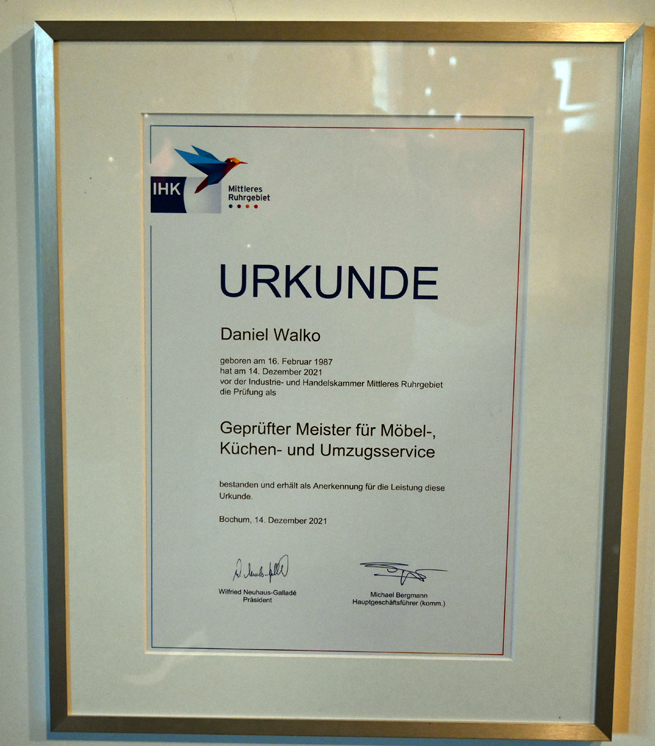 IHK
Mittleres
Ruhrgebiet
URKUNDE
Daniel Walko
geboren am 16. Februar 1987
hat am 14. Dezember 2021
vor der Industrie- und Handelskammer Mittleres Ruhrgebiet
die Prüfung als
Geprüfter Meister für Möbel-,
Küchen- und Umzugsservice
bestanden und erhält als Anerkennung für die Leistung diese
Urkunde.
Bochum, 14. Dezember 2021
Wilfried Neuhaus-Galladé
Präsident
Michael Bergmann
Hauptgeschäftsführer (komm.)